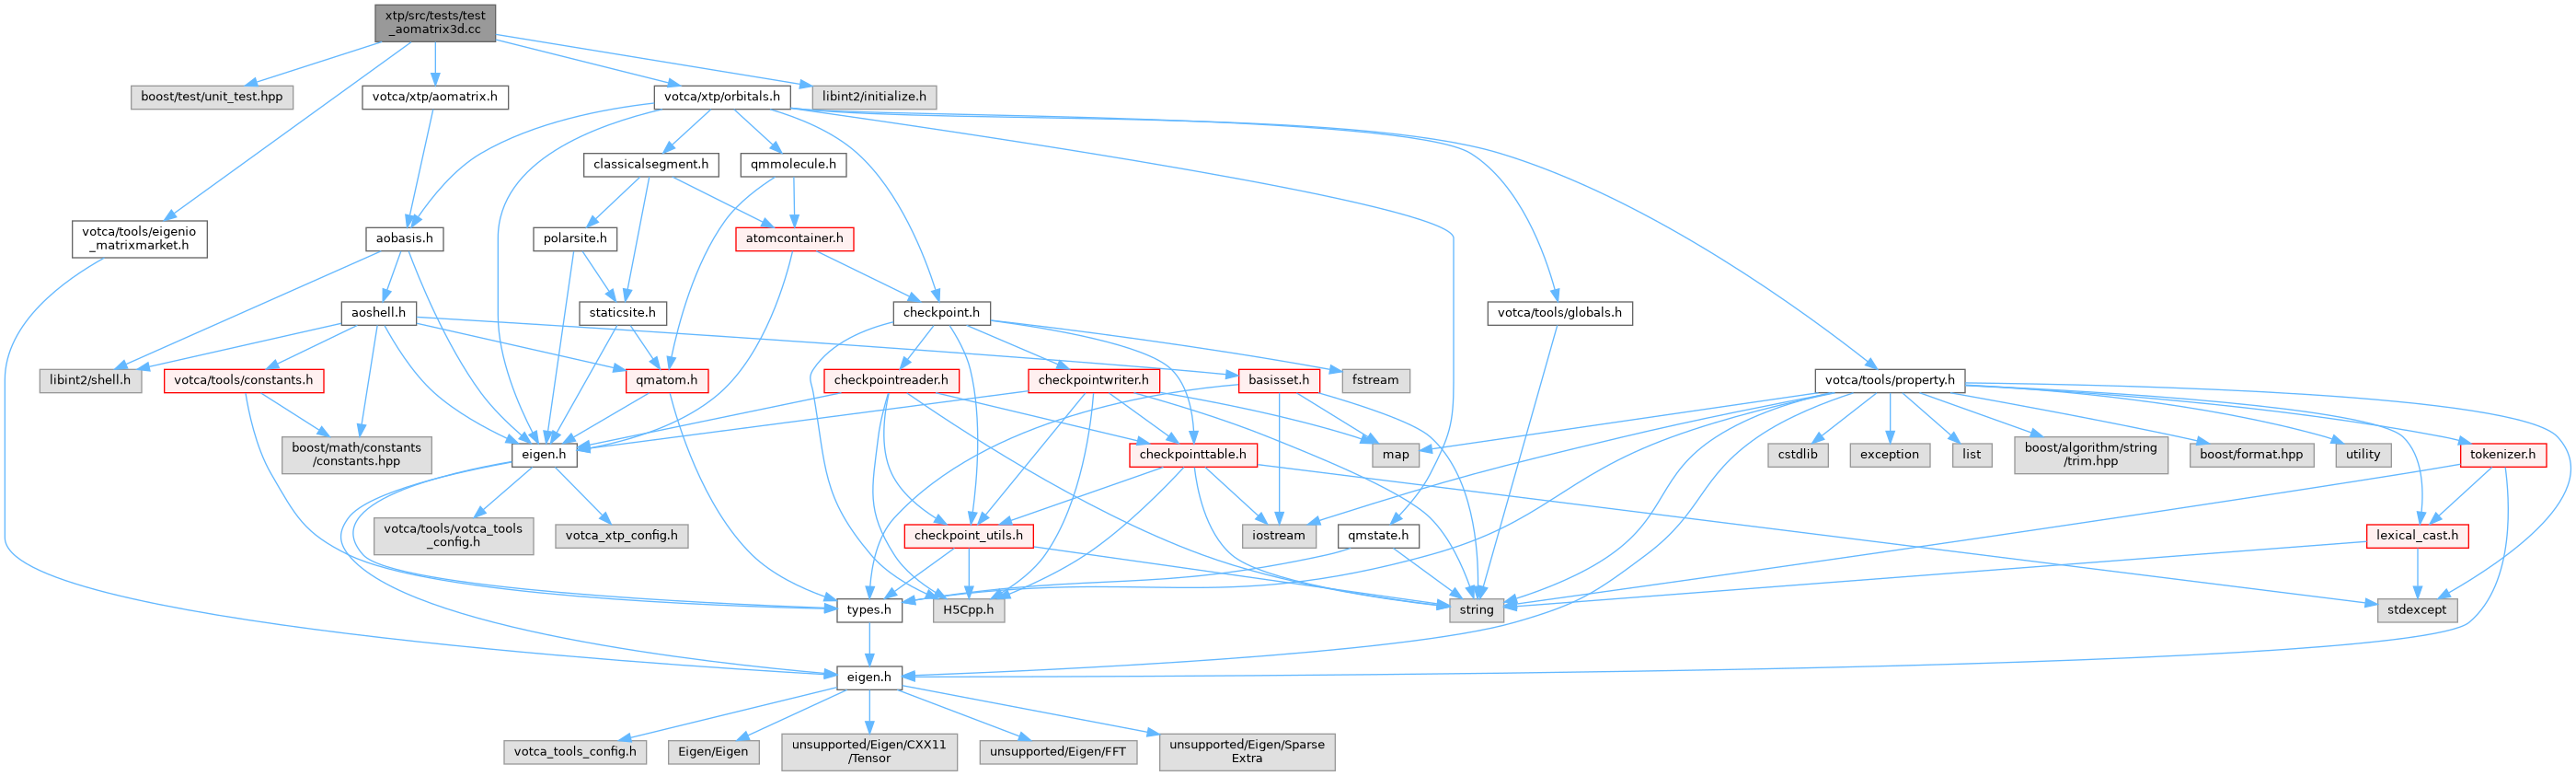 xtp/src/tests/test
_aomatrix3d.cc
boost/test/unit_test.hpp
votca/xtp/aomatrix.h
votca/xtp/orbitals.h
libint2/initialize.h
classicalsegment.h
qmmolecule.h
votca/tools/eigenio
_matrixmarket.h
aobasis.h
polarsite.h
atomcontainer.h
aoshell.h
staticsite.h
checkpoint.h
votca/tools/globals.h
libint2/shell.h
votca/tools/constants.h
qmatom.h
checkpointreader.h
checkpointwriter.h
basisset.h
fstream
votca/tools/property.h
boost/math/constants
/constants.hpp
eigen.h
checkpointtable.h
map
cstdlib
exception
list
boost/algorithm/string
/trim.hpp
boost/format.hpp
utility
tokenizer.h
votca/tools/votca_tools
_config.h
votca_xtp_config.h
checkpoint_utils.h
iostream
qmstate.h
lexical_cast.h
types.h
H5Cpp.h
string
stdexcept
eigen.h
votca_tools_config.h
Eigen/Eigen
unsupported/Eigen/CXX11
/Tensor
unsupported/Eigen/FFT
unsupported/Eigen/Sparse
Extra